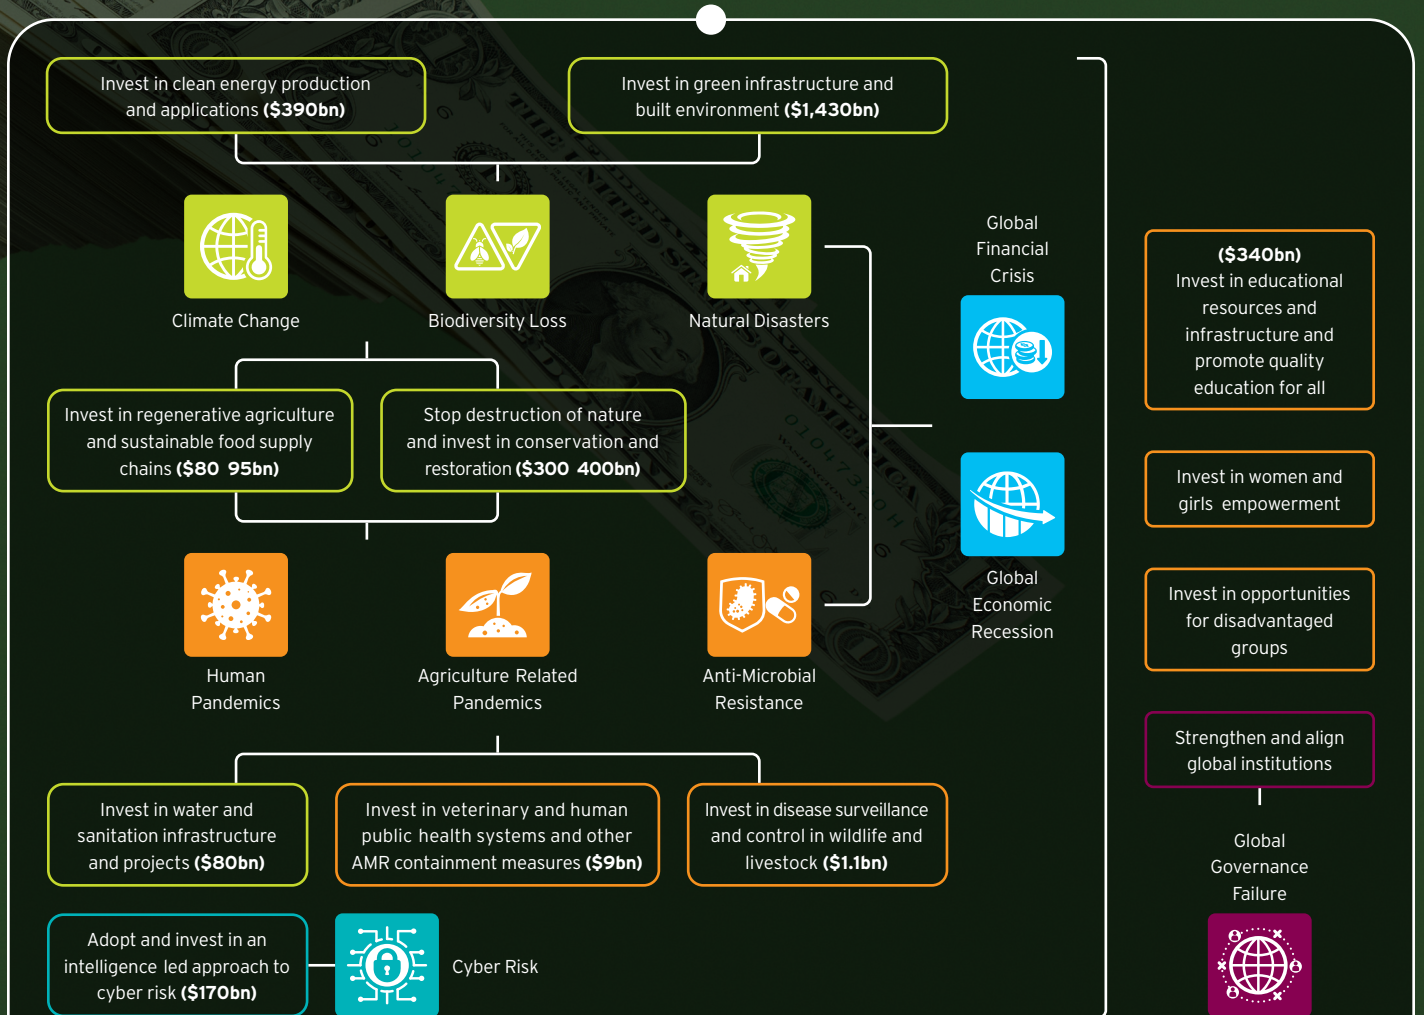 Invest in clean energy production
and applications ($390bn)
Invest in green infrastructure and
built environment ($1,430bn)
Climate Change
Biodiversity Loss
Natural Disasters
Global
Financial
Crisis
Invest in regenerative agriculture
and sustainable food supply
chains ($80 95bn)
Stop destruction of nature
and invest in conservation and
restoration ($300 400bn)
Global
Economic
Recession
Human
Pandemics
Agriculture Related
Pandemics
Anti-Microbial
Resistance
Invest in water and
sanitation infrastructure
and projects ($80bn)
Invest in veterinary and human
public health systems and other
AMR containment measures ($9bn)
Invest in disease surveillance
and control in wildlife and
livestock ($1.1bn)
Adopt and invest in an
intelligence led approach to
cyber risk ($170bn)
Cyber Risk
($340bn)
Invest in educational
resources and
infrastructure and
promote quality
education for all
Invest in women and
girls empowerment
Invest in opportunities
for disadvantaged
groups
Strengthen and align
global institutions
Global
Governance
Failure